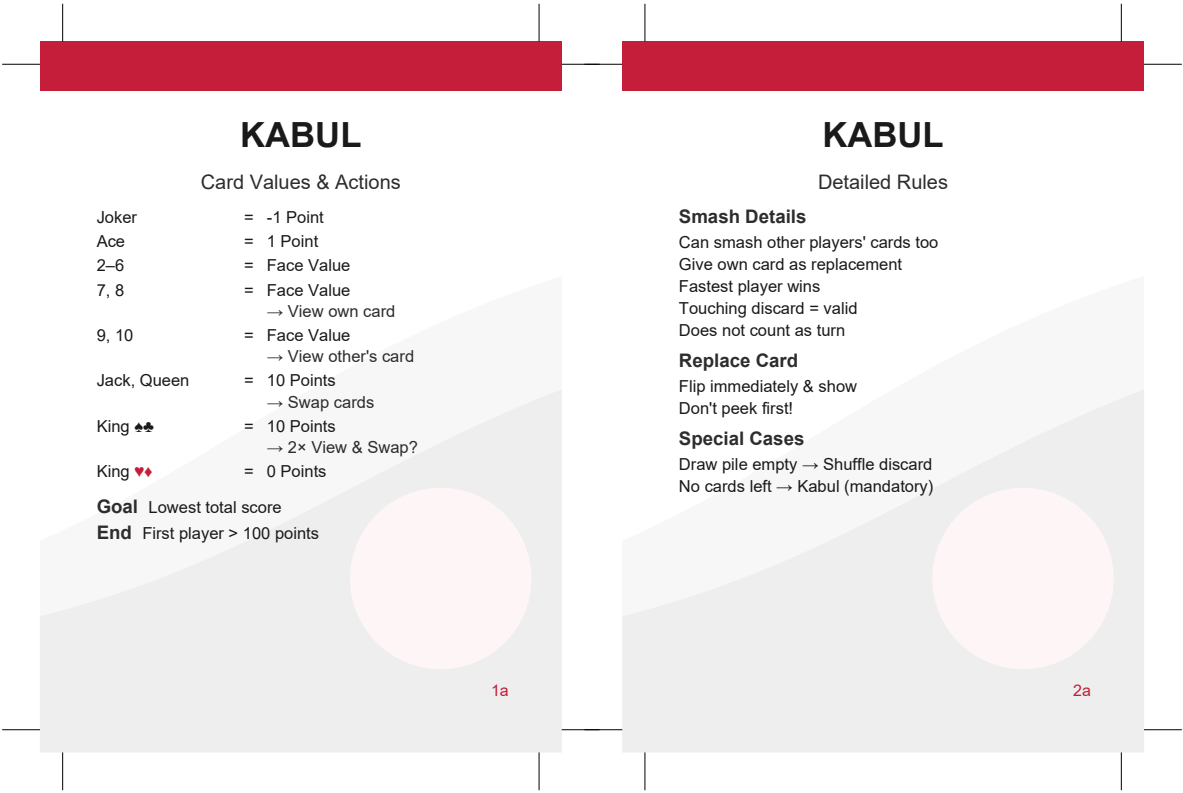 KABUL
Card Values & Actions
Joker = -1 Point
Ace = 1 Point
2–6 = Face Value
7, 8 = Face Value
→ View own card
9, 10 = Face Value
→ View other's card
Jack, Queen = 10 Points
→ Swap cards
King ♠♣ = 10 Points
→ 2× View & Swap?
King ♥♦ = 0 Points
Goal Lowest total score
End First player > 100 points
1a
KABUL
Detailed Rules
Smash Details
Can smash other players' cards too
Give own card as replacement
Fastest player wins
Touching discard = valid
Does not count as turn
Replace Card
Flip immediately & show
Don't peek first!
Special Cases
Draw pile empty → Shuffle discard
No cards left → Kabul (mandatory)
2a